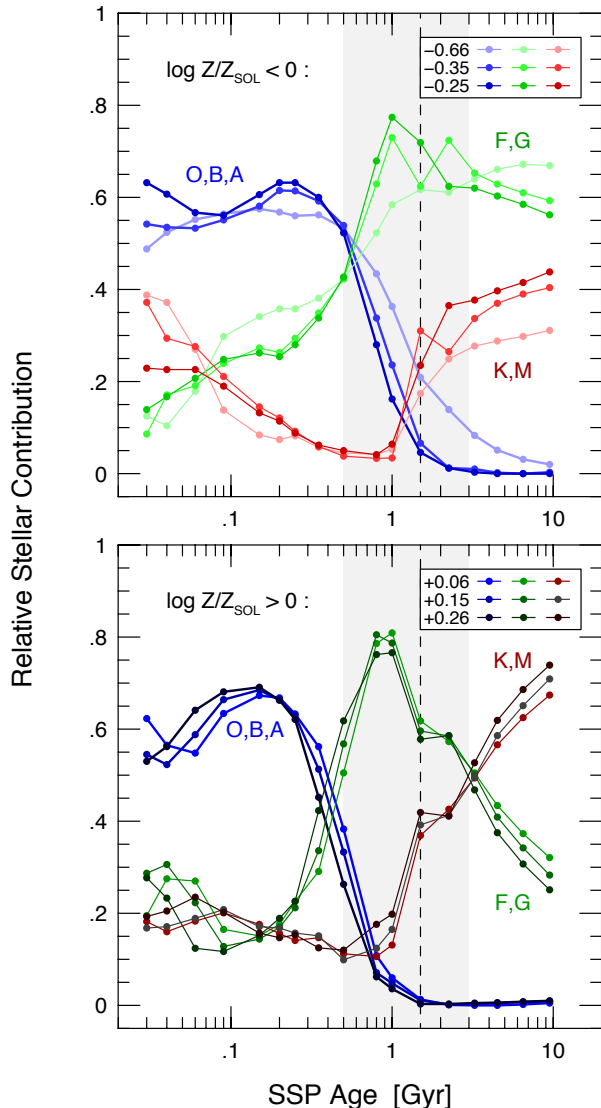 Relative Stellar Contribution
1
.8
.6
.4
.2
0
log Z/Z_SOL < 0 :
−0.66
−0.35
−0.25
O,B,A
F,G
K,M
.1
1
10
1
.8
.6
.4
.2
0
log Z/Z_SOL > 0 :
+0.06
+0.15
+0.26
O,B,A
K,M
F,G
.1
1
10
SSP Age [Gyr]